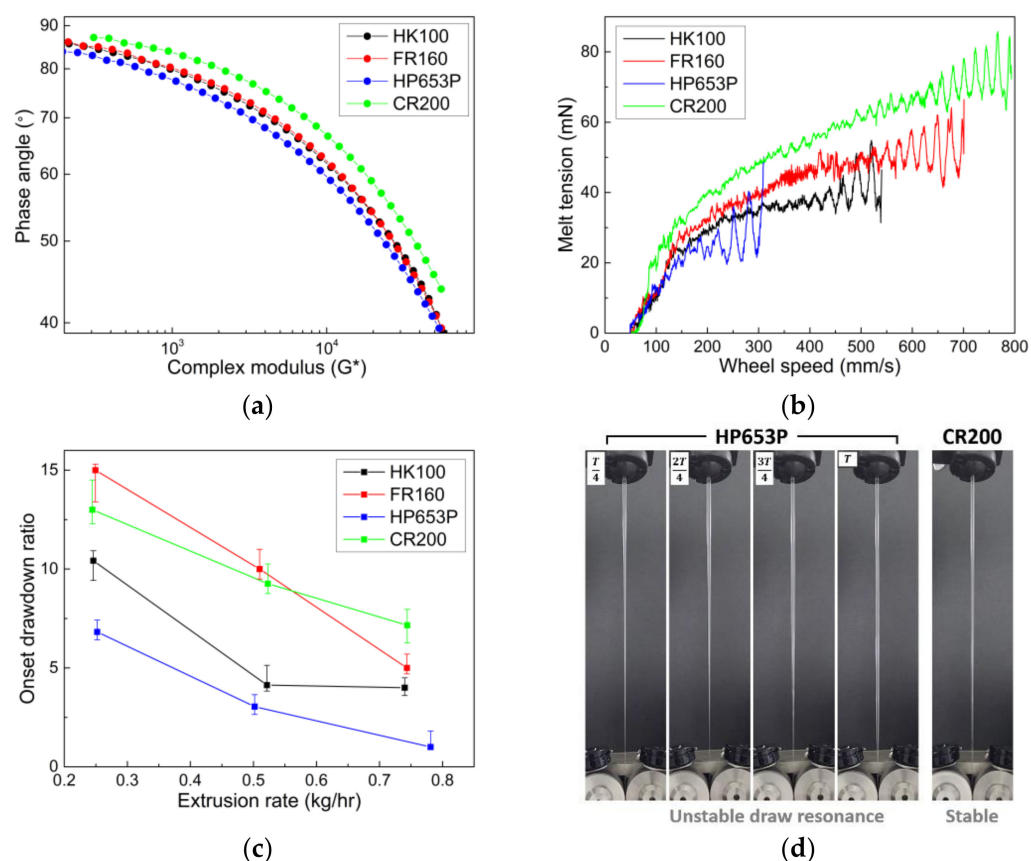 (a)
90
80
70
60
50
40
Phase angle (°)
10³
10⁴
Complex modulus (G*)
HK100
FR160
HP653P
CR200
(b)
80
60
40
20
0
Melt tension (mN)
0 100 200 300 400 500 600 700 800
Wheel speed (mm/s)
HK100
FR160
HP653P
CR200
(c)
15
10
5
0
Onset drawdown ratio
0.2 0.3 0.4 0.5 0.6 0.7 0.8
Extrusion rate (kg/hr)
HK100
FR160
HP653P
CR200
HP653P
CR200
T/4
2T/4
3T/4
T
Unstable draw resonance
Stable
(d)